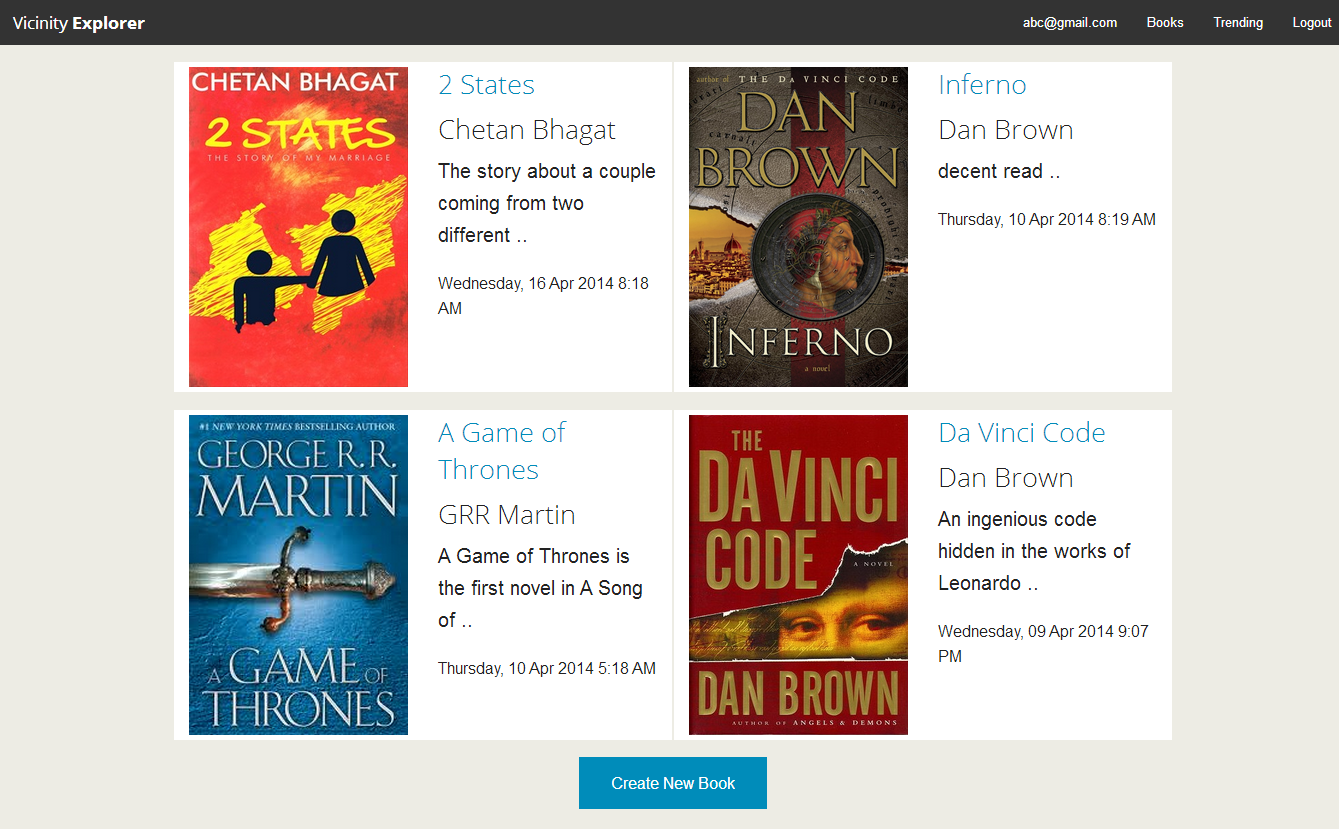 Vicinity Explorer
abc@gmail.com
Books
Trending
Logout
CHETAN BHAGAT
2 STATES
THE STORY OF MY MARRIAGE
2 States
Chetan Bhagat
The story about a couple
coming from two
different ..
Wednesday, 16 Apr 2014 8:18
AM
author of THE DA VINCI CODE
DAN
BROWN
INFERNO
a novel
Inferno
Dan Brown
decent read ..
Thursday, 10 Apr 2014 8:19 AM
#1 NEW YORK TIMES BESTSELLING AUTHOR
GEORGE R.R.
MARTIN
A GAME OF
THRONES
A Game of
Thrones
GRR Martin
A Game of Thrones is
the first novel in A Song
of ..
Thursday, 10 Apr 2014 5:18 AM
THE
DA VINCI
CODE
A NOVEL
DAN BROWN
AUTHOR OF ANGELS & DEMONS
Da Vinci Code
Dan Brown
An ingenious code
hidden in the works of
Leonardo ..
Wednesday, 09 Apr 2014 9:07
PM
Create New Book